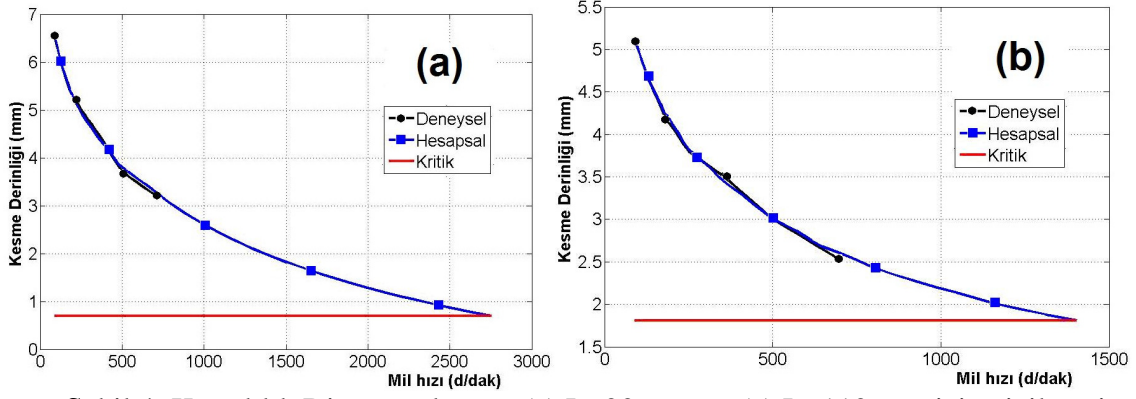 7
6
5
4
3
2
1
0
Kesme Derinliği (mm)
0 500 1000 1500 2000 2500 3000
Mil hızı (d/dak)
(a)
Deneysel
Hesapsal
Kritik
5.5
5
4.5
4
3.5
3
2.5
2
1.5
Kesme Derinliği (mm)
0 500 1000 1500
Mil hızı (d/dak)
(b)
Deneysel
Hesapsal
Kritik